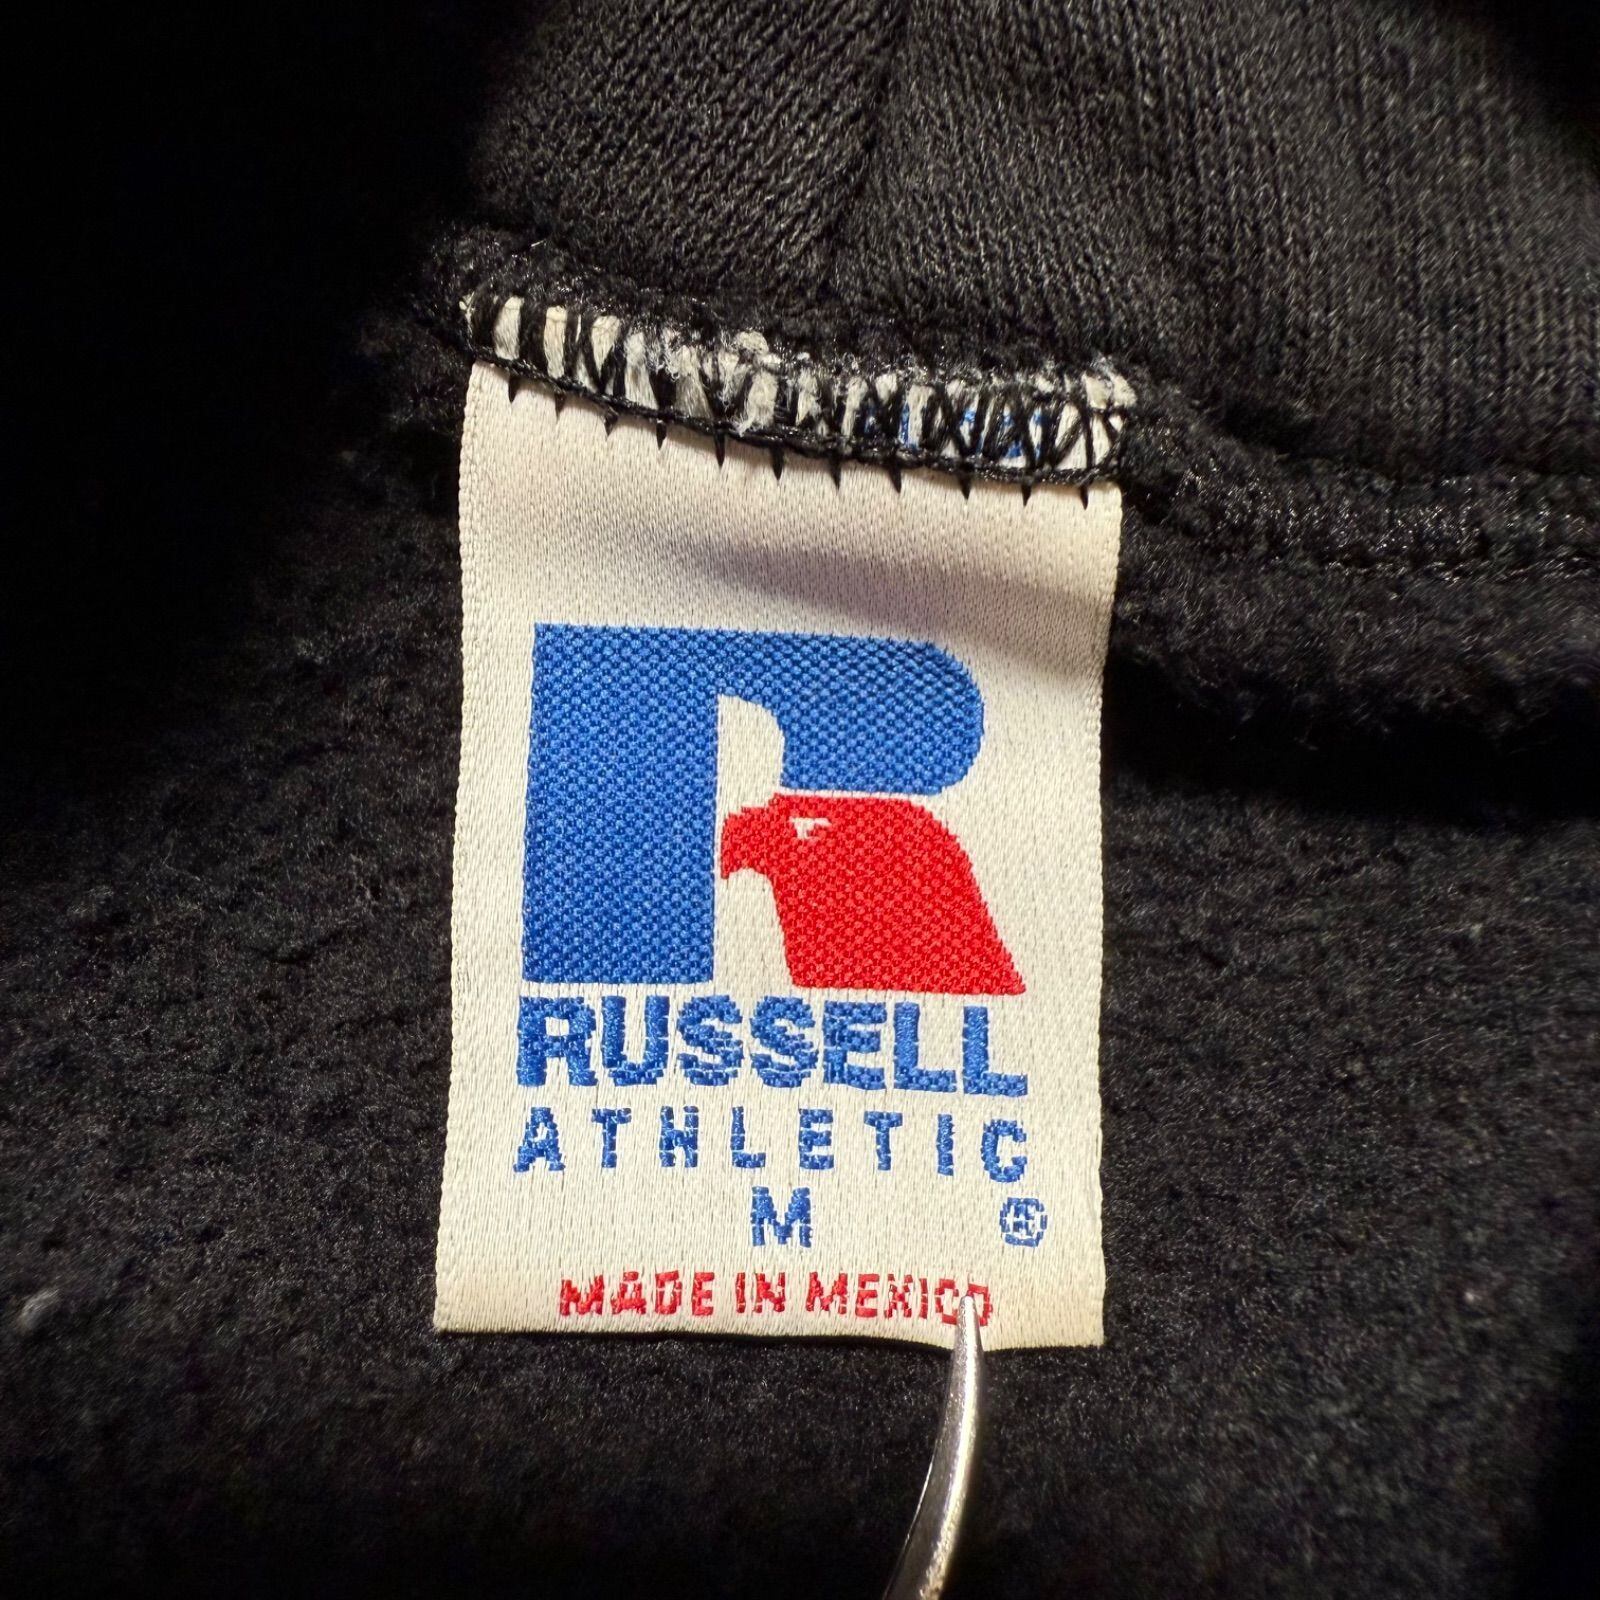 RUSSELL
ATHLETIC
M ®
MADE IN MEXICO